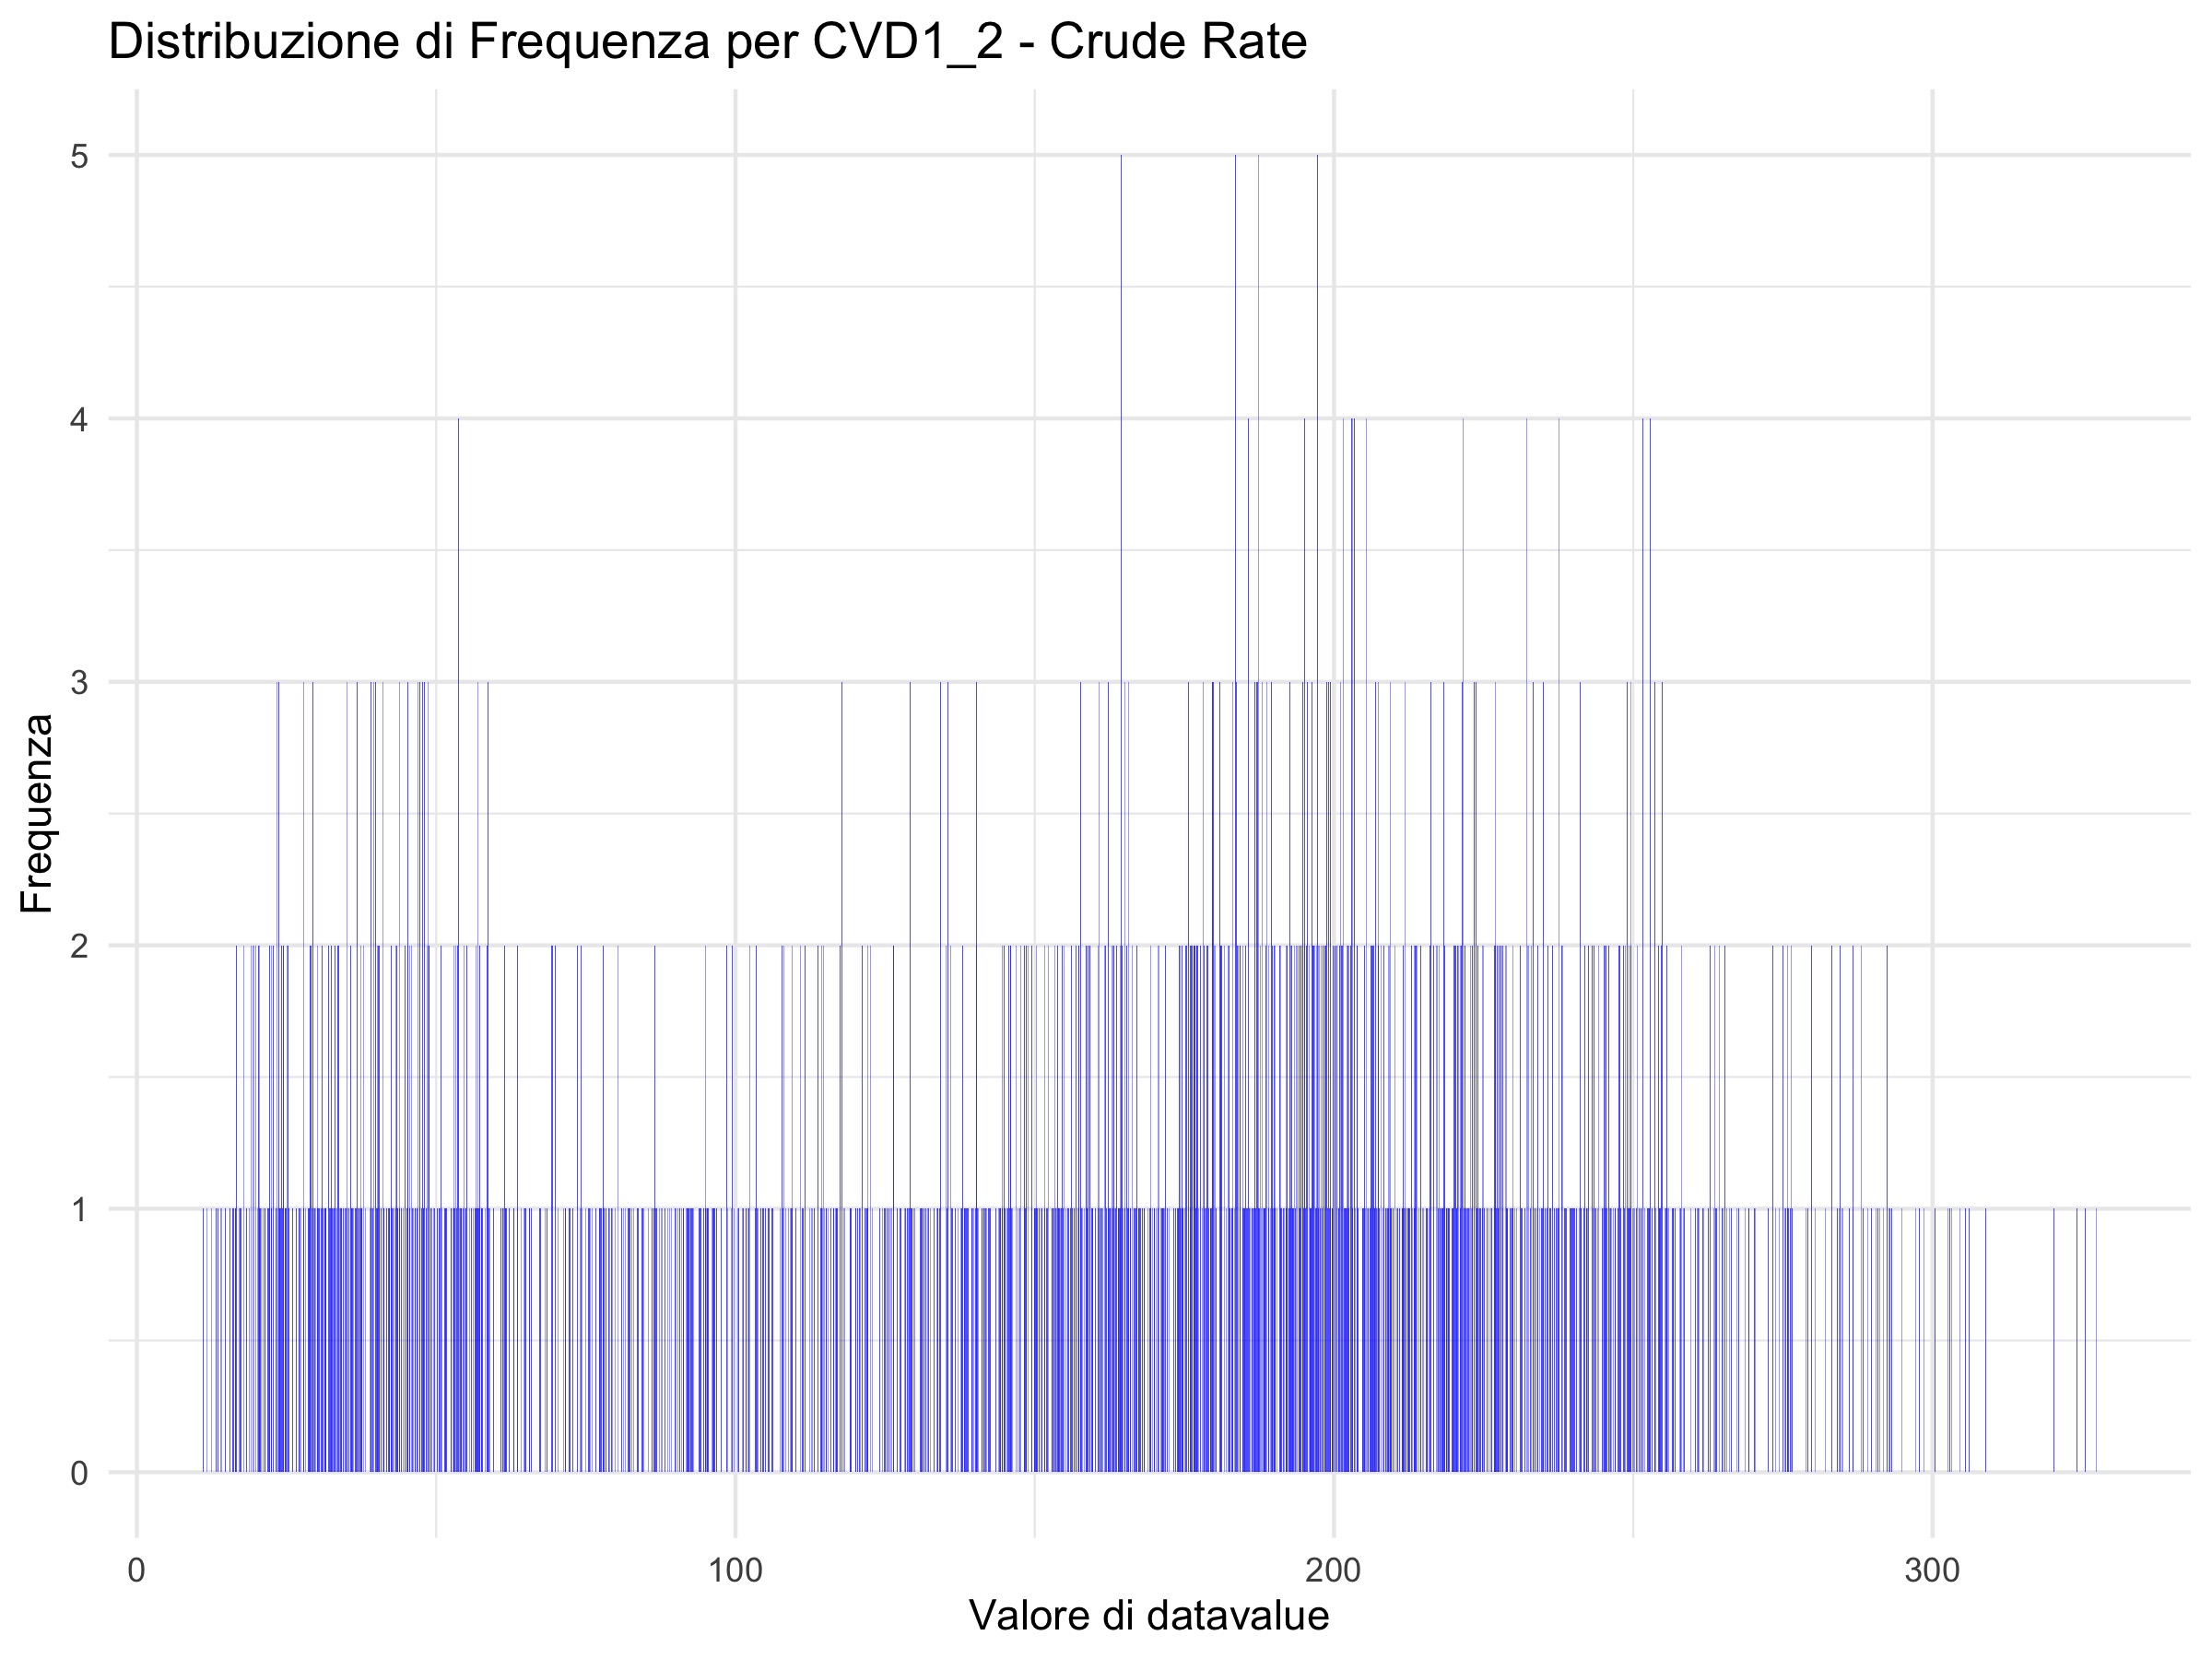 Distribuzione di Frequenza per CVD1_2 - Crude Rate
5
4
3
2
1
0
Frequenza
0 100 200 300
Valore di datavalue